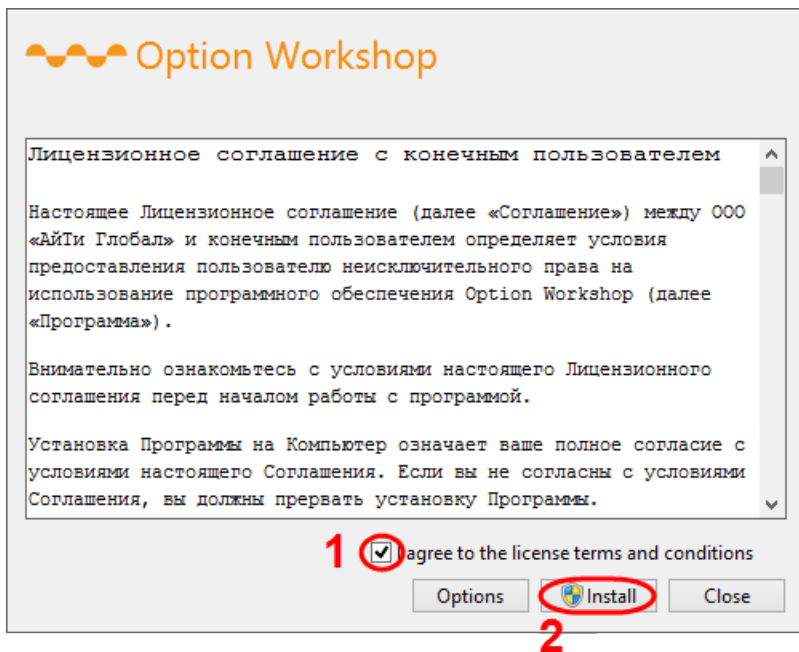 Option Workshop
Лицензионное соглашение с конечным пользователем
Настоящее Лицензионное соглашение (далее «Соглашение») между ООО
«АйТи Глобал» и конечным пользователем определяет условия
предоставления пользователю неисключительного права на
использование программного обеспечения Option Workshop (далее
«Программа»).
Внимательно ознакомьтесь с условиями настоящего Лицензионного
соглашения перед началом работы с программой.
Установка Программы на Компьютер означает ваше полное согласие с
условиями настоящего Соглашения. Если вы не согласны с условиями
Соглашения, вы должны прервать установку Программы.
1 I agree to the license terms and conditions
Options Install Close
2